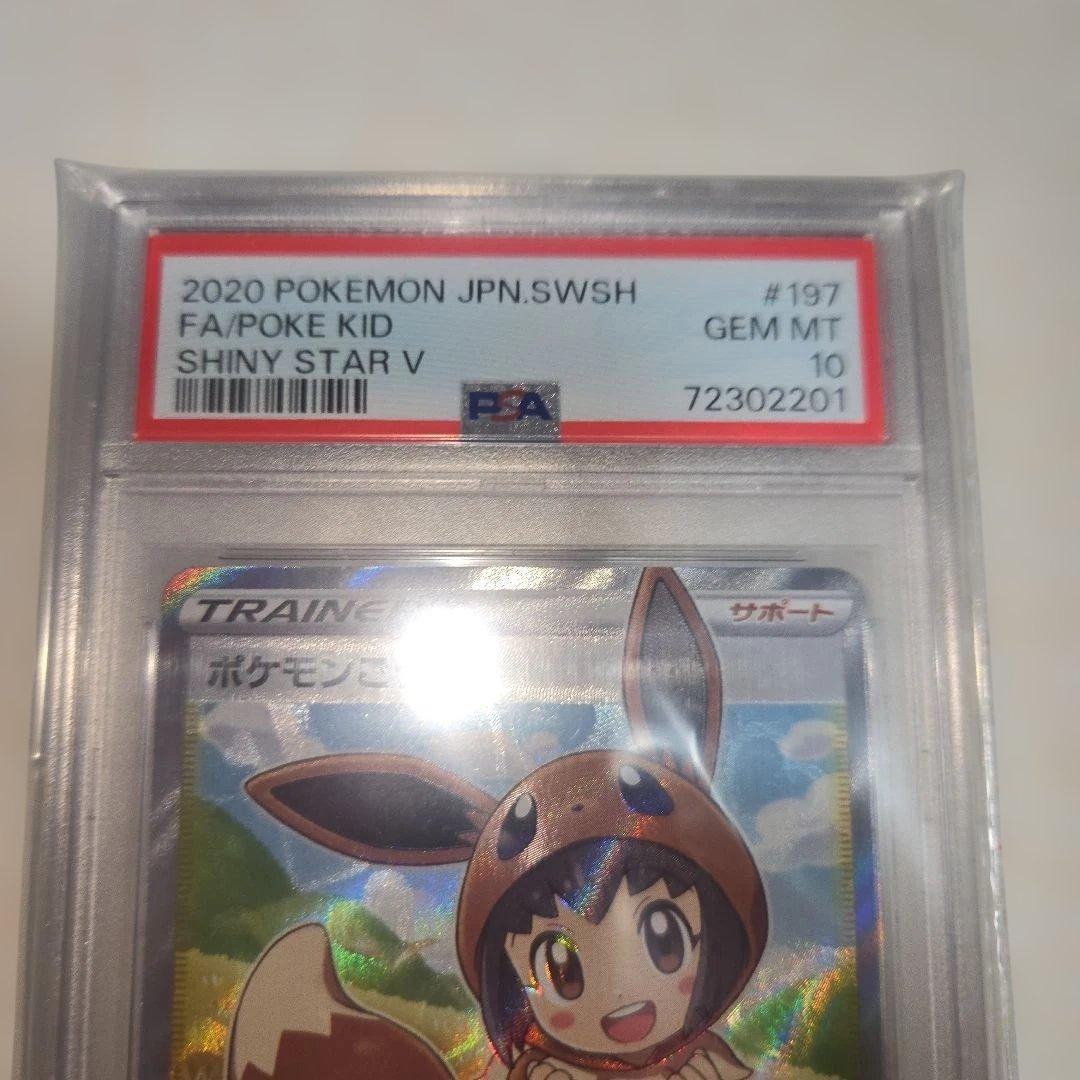 2020 POKEMON JPN.SWSH #197
FA/POKE KID GEM MT
SHINY STAR V 10
72302201
PSA
TRAINE サポート
ポケモンご